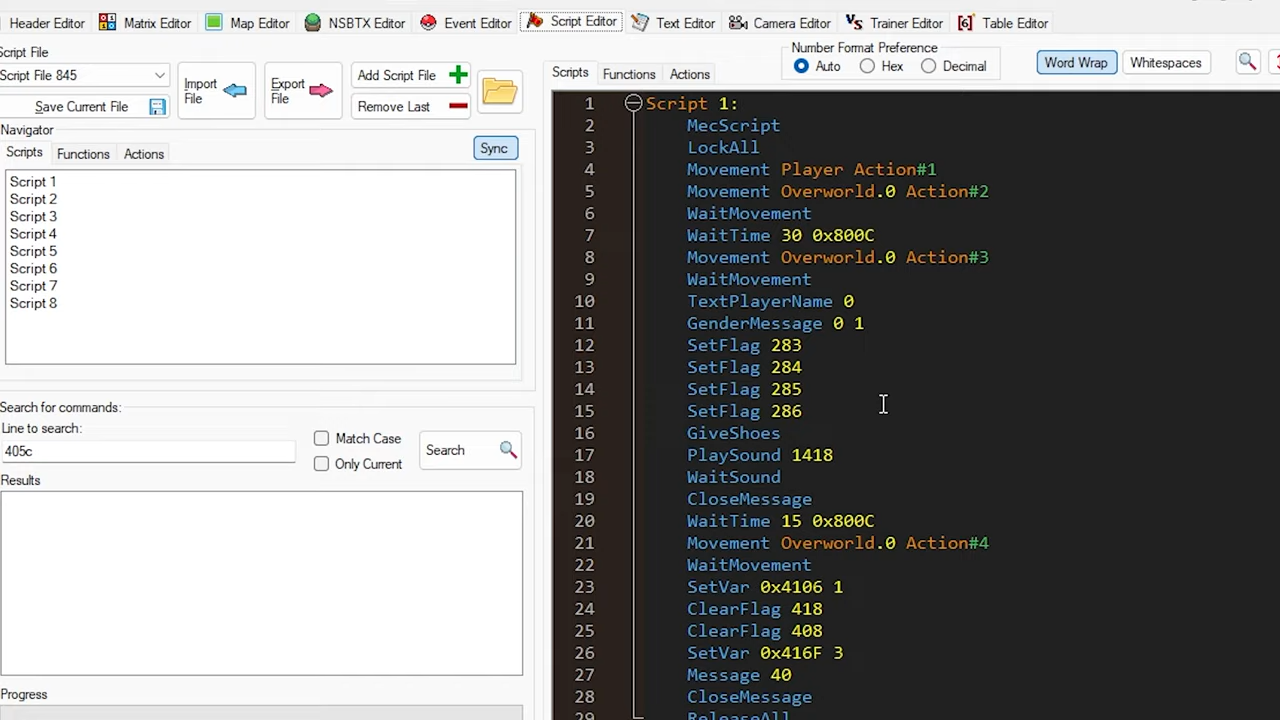 Header Editor Matrix Editor Map Editor NSBTX Editor Event Editor Script Editor Text Editor Camera Editor Trainer Editor Table Editor
Script File
Script File 845
Import File
Export File
Add Script File
Save Current File
Remove Last
Navigator
Scripts Functions Actions
Sync
Script 1
Script 2
Script 3
Script 4
Script 5
Script 6
Script 7
Script 8
Search for commands:
Line to search:
405c
Match Case
Only Current
Search
Results
Progress
Scripts Functions Actions
Number Format Preference
Auto Hex Decimal
Word Wrap
Whitespaces
1 Script 1:
2 MecScript
3 LockAll
4 Movement Player Action#1
5 Movement Overworld.0 Action#2
6 WaitMovement
7 WaitTime 30 0x800C
8 Movement Overworld.0 Action#3
9 WaitMovement
10 TextPlayerName 0
11 GenderMessage 0 1
12 SetFlag 283
13 SetFlag 284
14 SetFlag 285
15 SetFlag 286
16 GiveShoes
17 PlaySound 1418
18 WaitSound
19 CloseMessage
20 WaitTime 15 0x800C
21 Movement Overworld.0 Action#4
22 WaitMovement
23 SetVar 0x4106 1
24 ClearFlag 418
25 ClearFlag 408
26 SetVar 0x416F 3
27 Message 40
28 CloseMessage
29 ReleaseAll